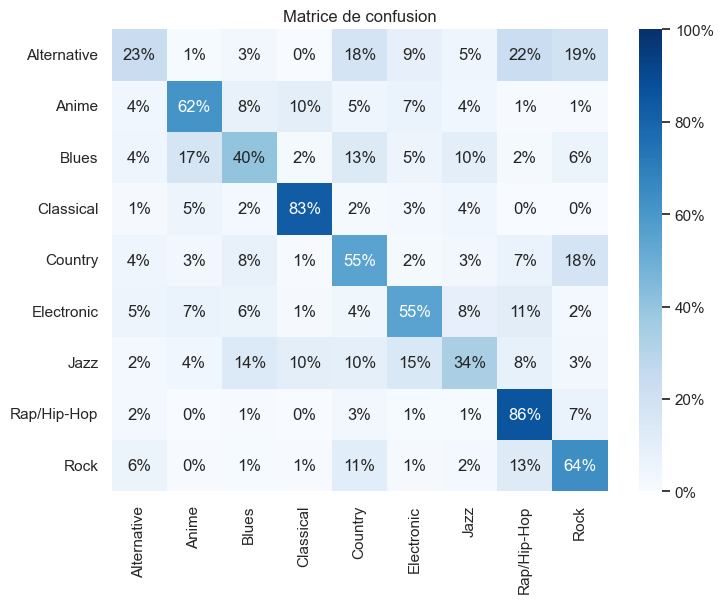 Matrice de confusion
Alternative 23% 1% 3% 0% 18% 9% 5% 22% 19%
Anime 4% 62% 8% 10% 5% 7% 4% 1% 1%
Blues 4% 17% 40% 2% 13% 5% 10% 2% 6%
Classical 1% 5% 2% 83% 2% 3% 4% 0% 0%
Country 4% 3% 8% 1% 55% 2% 3% 7% 18%
Electronic 5% 7% 6% 1% 4% 55% 8% 11% 2%
Jazz 2% 4% 14% 10% 10% 15% 34% 8% 3%
Rap/Hip-Hop 2% 0% 1% 0% 3% 1% 1% 86% 7%
Rock 6% 0% 1% 1% 11% 1% 2% 13% 64%
Alternative Anime Blues Classical Country Electronic Jazz Rap/Hip-Hop Rock
100%
80%
60%
40%
20%
0%